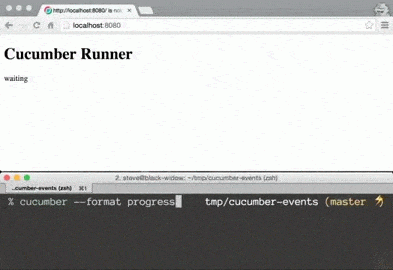 http://localhost:8080/ is not
localhost:8080
Cucumber Runner
waiting
2. steve@black-widow: ~/tmp/cucumber-events (zsh)
..cumber-events (zsh) ⌘1
% cucumber --format progress tmp/cucumber-events (master